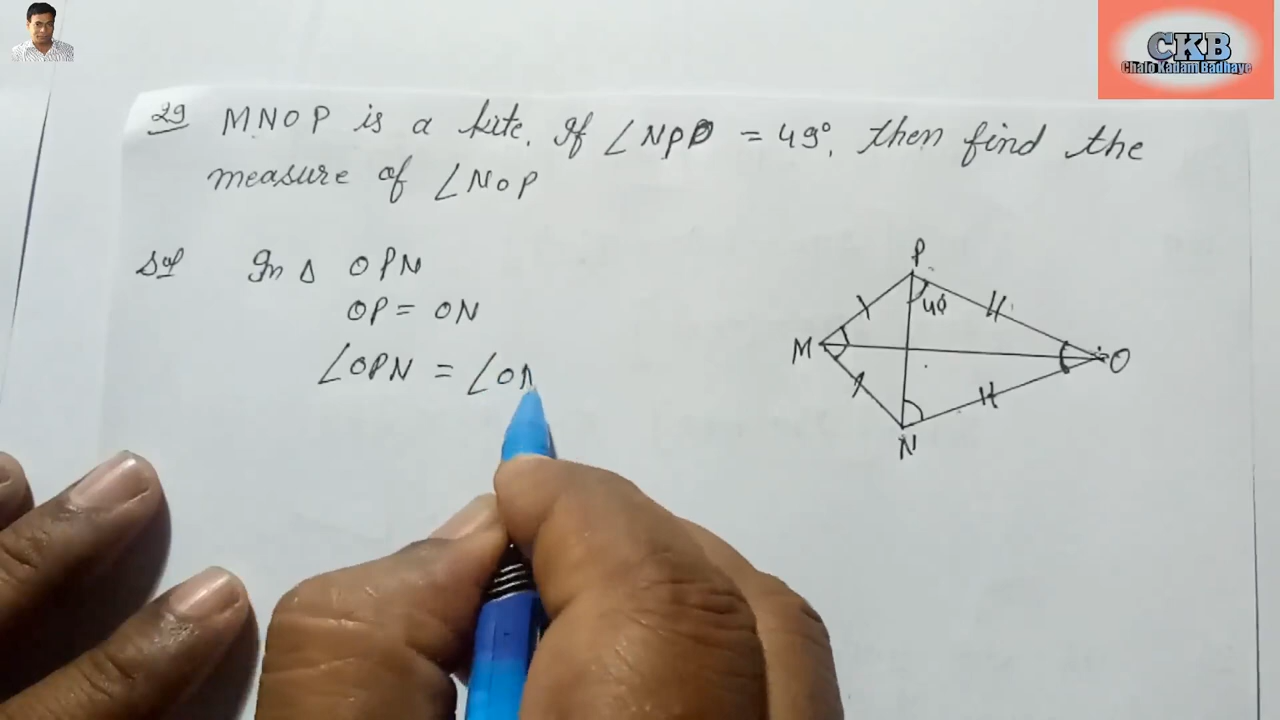 CKB
Chalo Kadam Badhaye
29 MNOP is a kite. If ∠NPO = 49°, then find the
measure of ∠NOP
Sol In Δ OPN
OP = ON
∠OPN = ∠ON
P
49
M
O
N